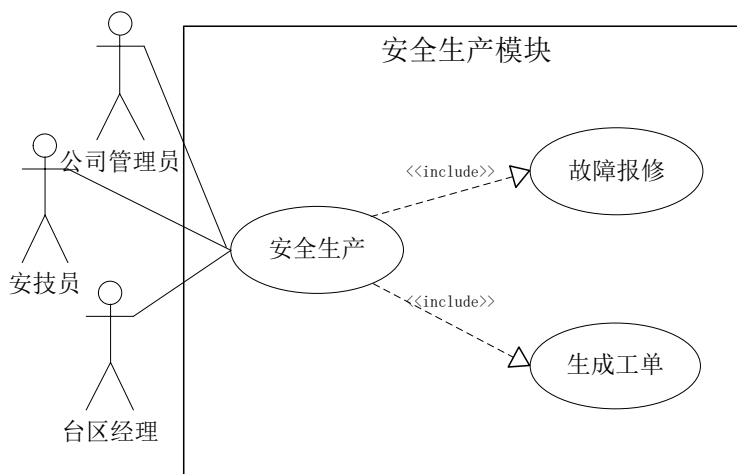 安全生产模块
公司管理员
<<include>>
故障报修
安全生产
安技员
<<include>>
生成工单
台区经理